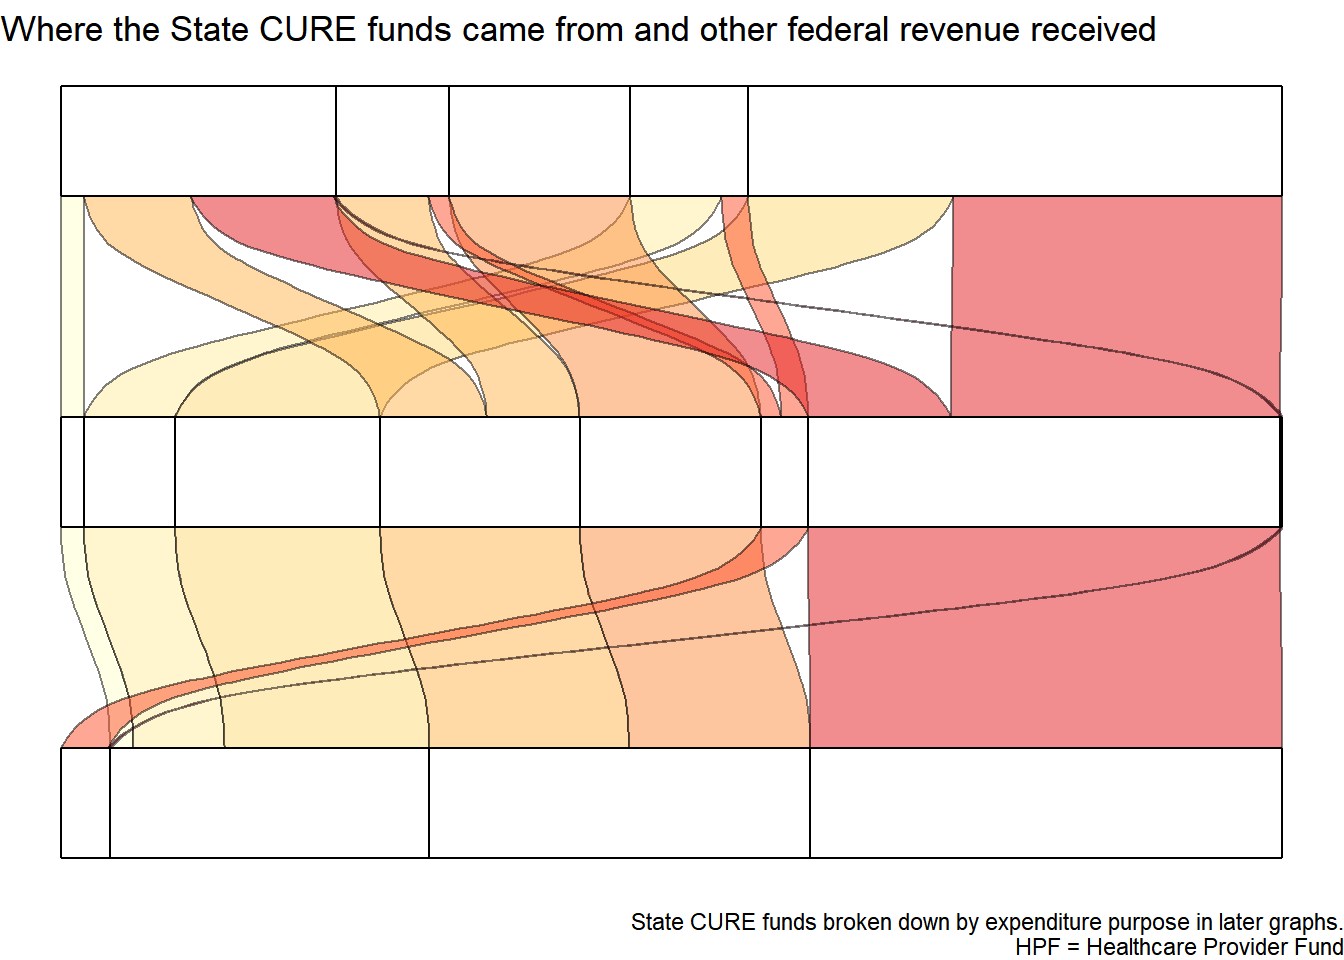 Where the State CURE funds came from and other federal revenue received
State CURE funds broken down by expenditure purpose in later graphs.
HPF = Healthcare Provider Fund